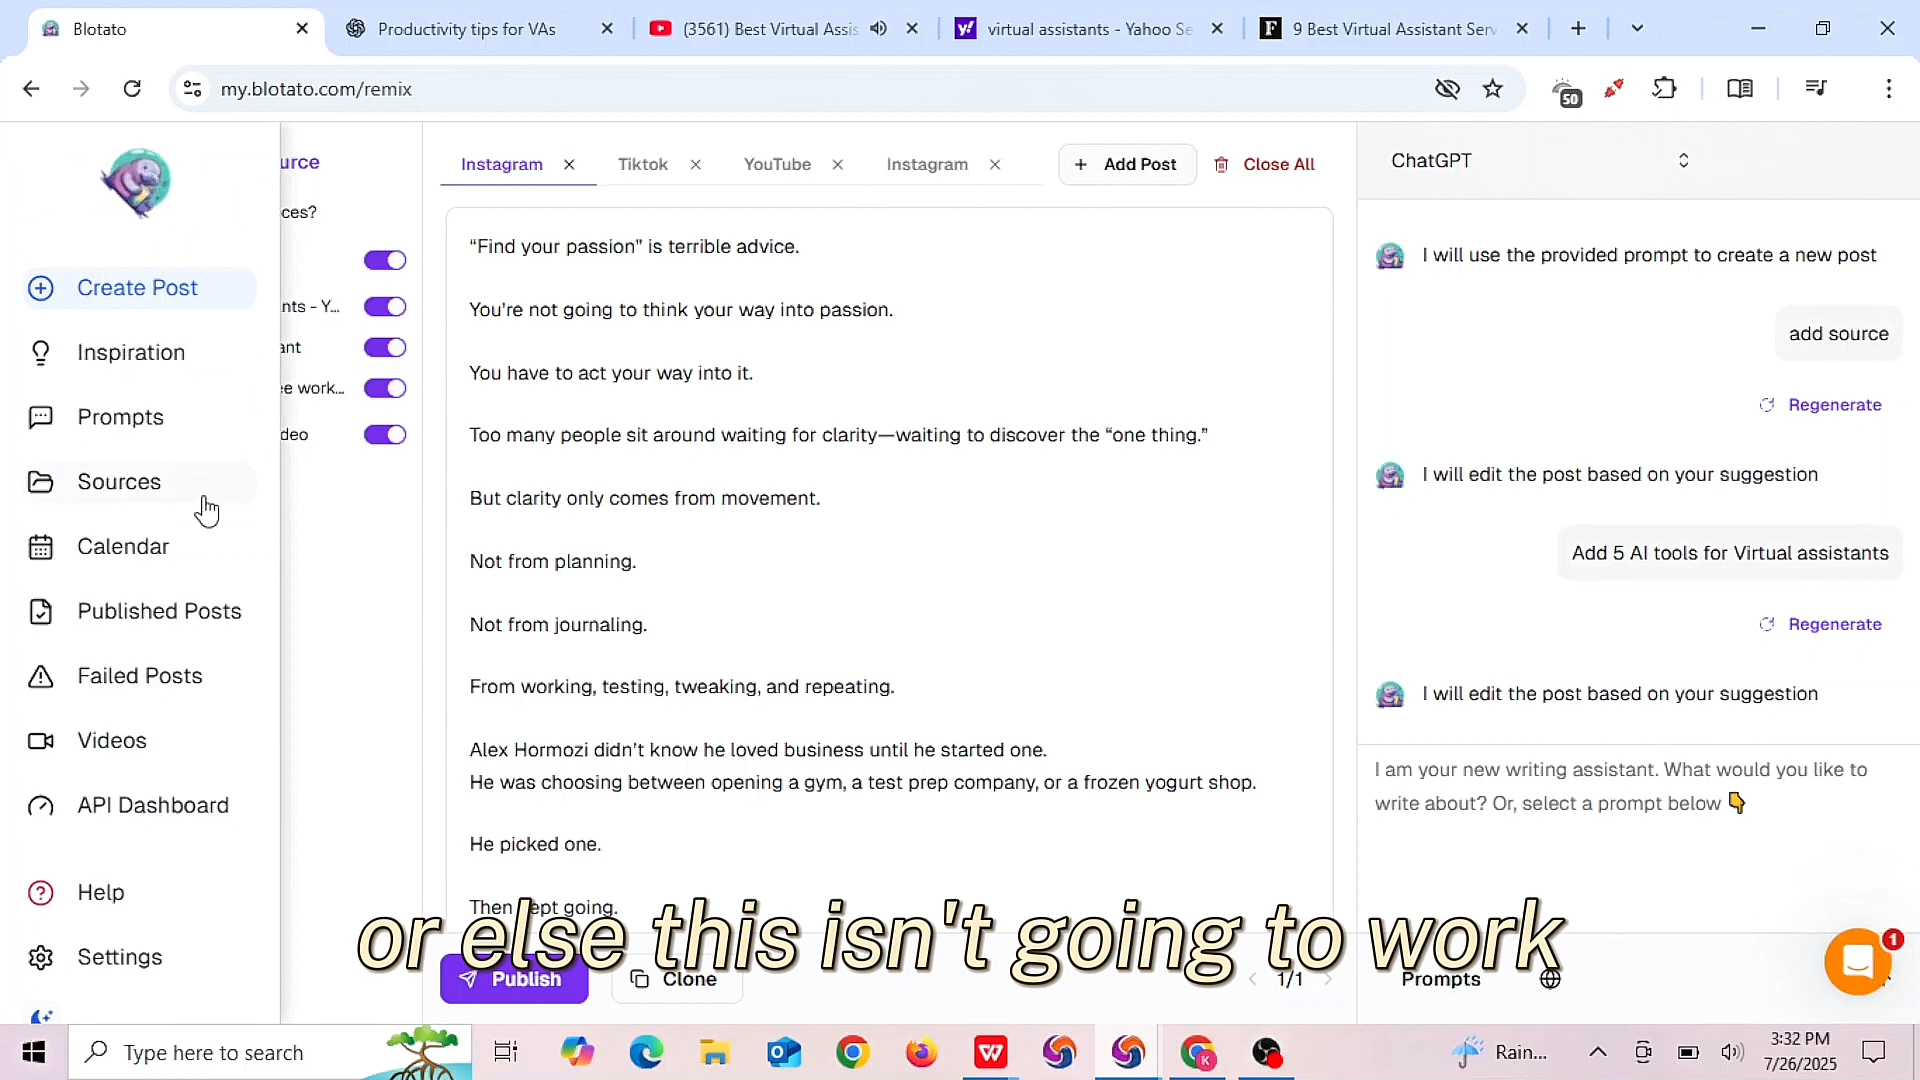 Blotato
Productivity tips for VAs
(3561) Best Virtual Assis
virtual assistants - Yahoo Se
9 Best Virtual Assistant Serv
my.blotato.com/remix
50
Create Post
Inspiration
Prompts
Sources
Calendar
Published Posts
Failed Posts
Videos
API Dashboard
Help
Settings
urce
ces?
nts - Y...
ant
ee work...
deo
Instagram
Tiktok
YouTube
Instagram
Add Post
Close All
“Find your passion” is terrible advice.
You’re not going to think your way into passion.
You have to act your way into it.
Too many people sit around waiting for clarity—waiting to discover the “one thing.”
But clarity only comes from movement.
Not from planning.
Not from journaling.
From working, testing, tweaking, and repeating.
Alex Hormozi didn’t know he loved business until he started one.
He was choosing between opening a gym, a test prep company, or a frozen yogurt shop.
He picked one.
Then kept going.
or else this isn't going to work
Publish
Clone
1/1
ChatGPT
I will use the provided prompt to create a new post
add source
Regenerate
I will edit the post based on your suggestion
Add 5 AI tools for Virtual assistants
Regenerate
I will edit the post based on your suggestion
I am your new writing assistant. What would you like to
write about? Or, select a prompt below 👇
Prompts
1
Type here to search
Rain...
3:32 PM
7/26/2025